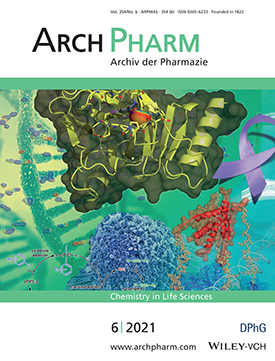 Vol. 354 No. 6 · ARPMAS · 354 (6) · ISSN 0365-6233 · Founded in 1822
ARCH PHARM
Archiv der Pharmazie
Chemistry in Life Sciences
6 | 2021
DPhG
www.archpharm.com
WILEY-VCH